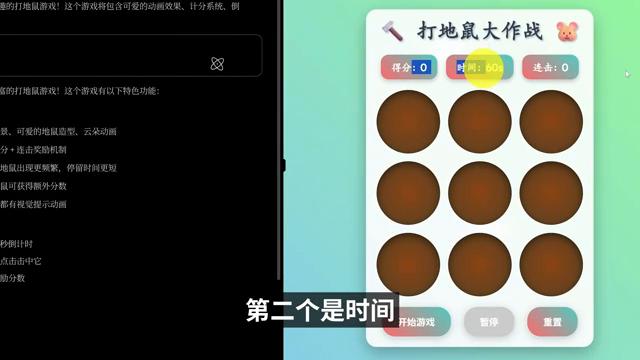 趣的打地鼠游戏！这个游戏将包含可爱的动画效果、计分系统、倒
富的打地鼠游戏！这个游戏有以下特色功能：
景、可爱的地鼠造型、云朵动画
分 + 连击奖励机制
地鼠出现更频繁，停留时间更短
鼠可获得额外分数
都有视觉提示动画
秒倒计时
点击击中它
励分数
打地鼠大作战
得分：0
时间：60s
连击：0
开始游戏
暂停
重置
第二个是时间